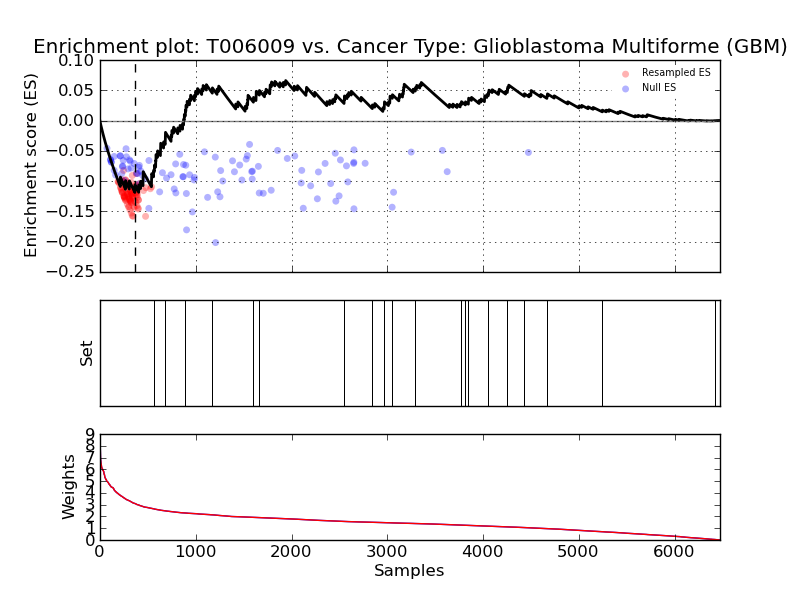 Enrichment plot: T006009 vs. Cancer Type: Glioblastoma Multiforme (GBM)
Enrichment score (ES)
0.10
0.05
0.00
−0.05
−0.10
−0.15
−0.20
−0.25
Resampled ES
Null ES
Set
Weights
9
8
7
6
5
4
3
2
1
0
0 1000 2000 3000 4000 5000 6000
Samples